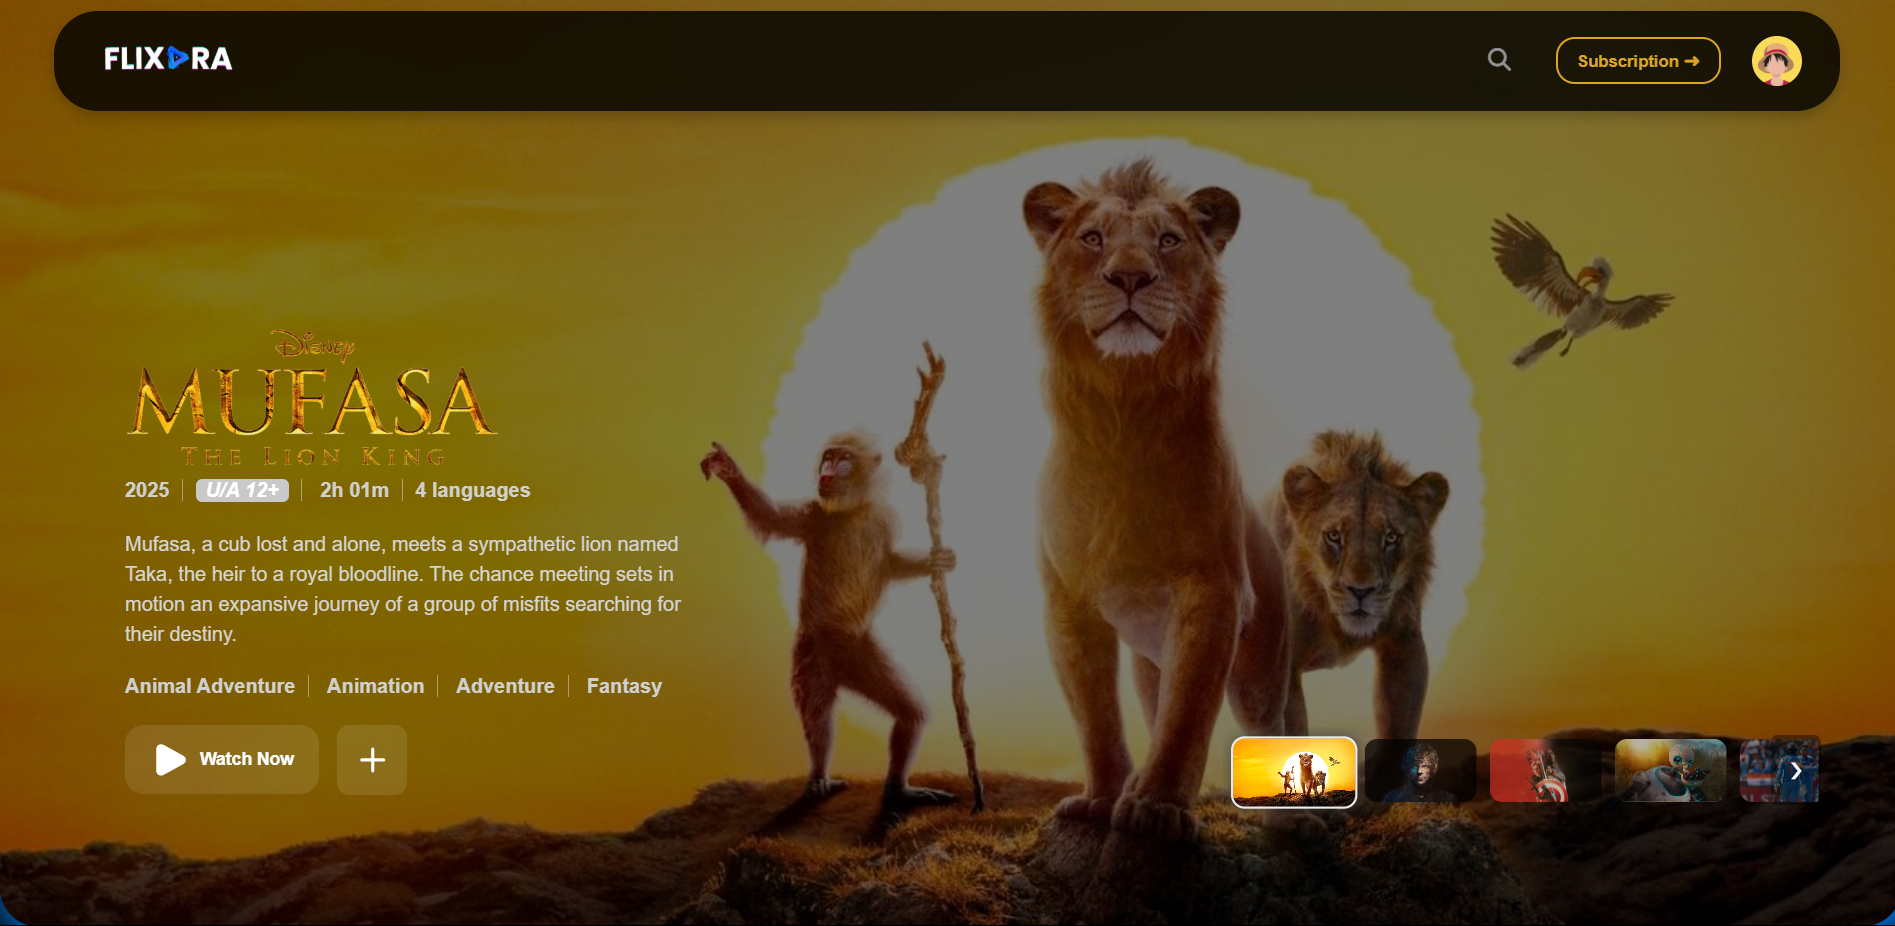 FLIXORA
Subscription ➜
Disney
MUFASA
THE LION KING
2025 U/A 12+ 2h 01m 4 languages
Mufasa, a cub lost and alone, meets a sympathetic lion named
Taka, the heir to a royal bloodline. The chance meeting sets in
motion an expansive journey of a group of misfits searching for
their destiny.
Animal Adventure Animation Adventure Fantasy
Watch Now